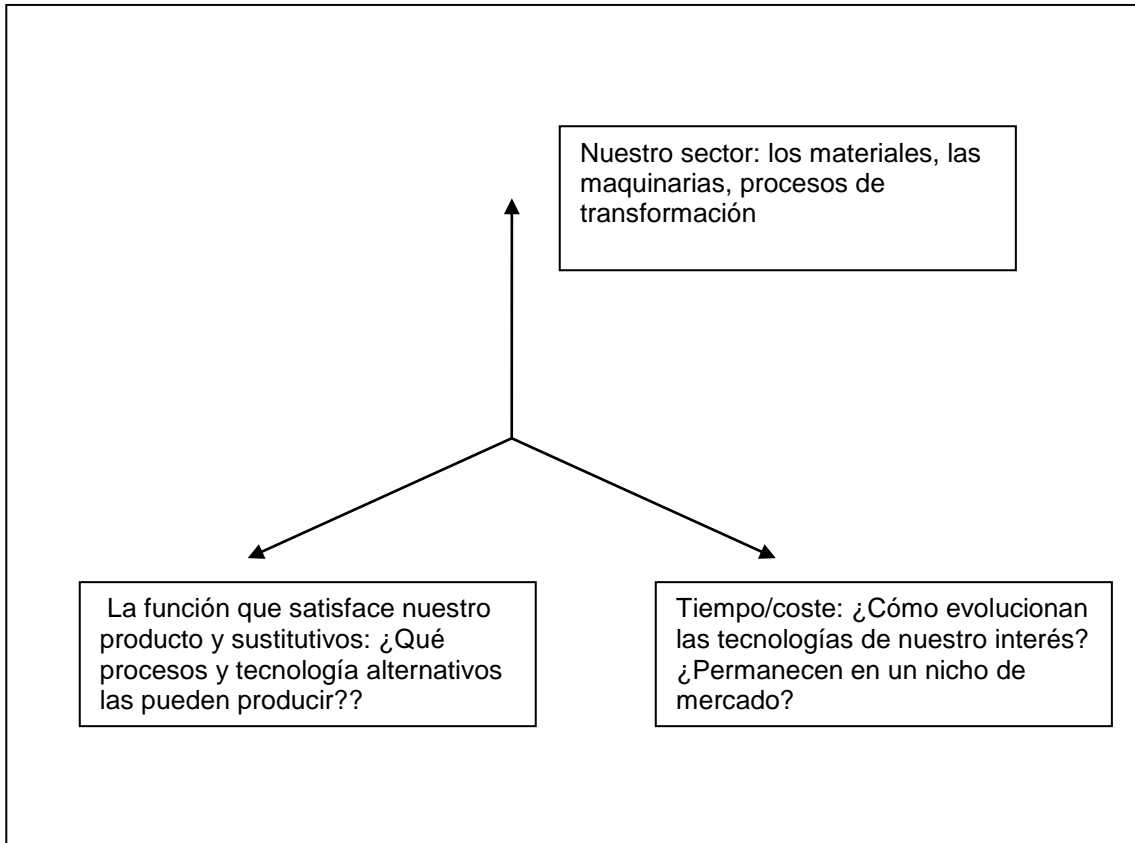 Nuestro sector: los materiales, las
maquinarias, procesos de
transformación
La función que satisface nuestro
producto y sustitutivos: ¿Qué
procesos y tecnología alternativos
las pueden producir??
Tiempo/coste: ¿Cómo evolucionan
las tecnologías de nuestro interés?
¿Permanecen en un nicho de
mercado?